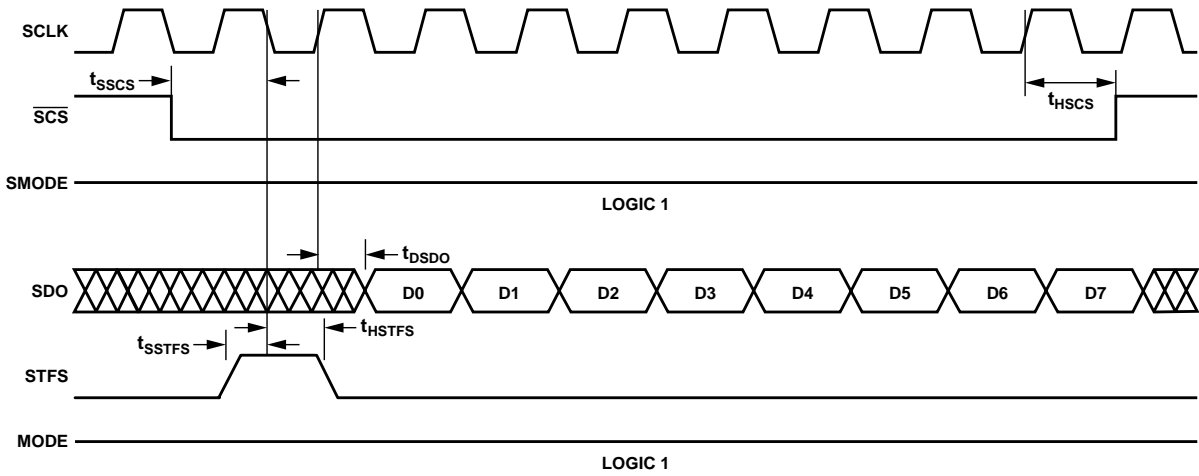 SCLK
tSSCS
tHSCS
SCS
SMODE
LOGIC 1
tDSDO
SDO
D0 D1 D2 D3 D4 D5 D6 D7
tHSTFS
tSSTFS
STFS
MODE
LOGIC 1